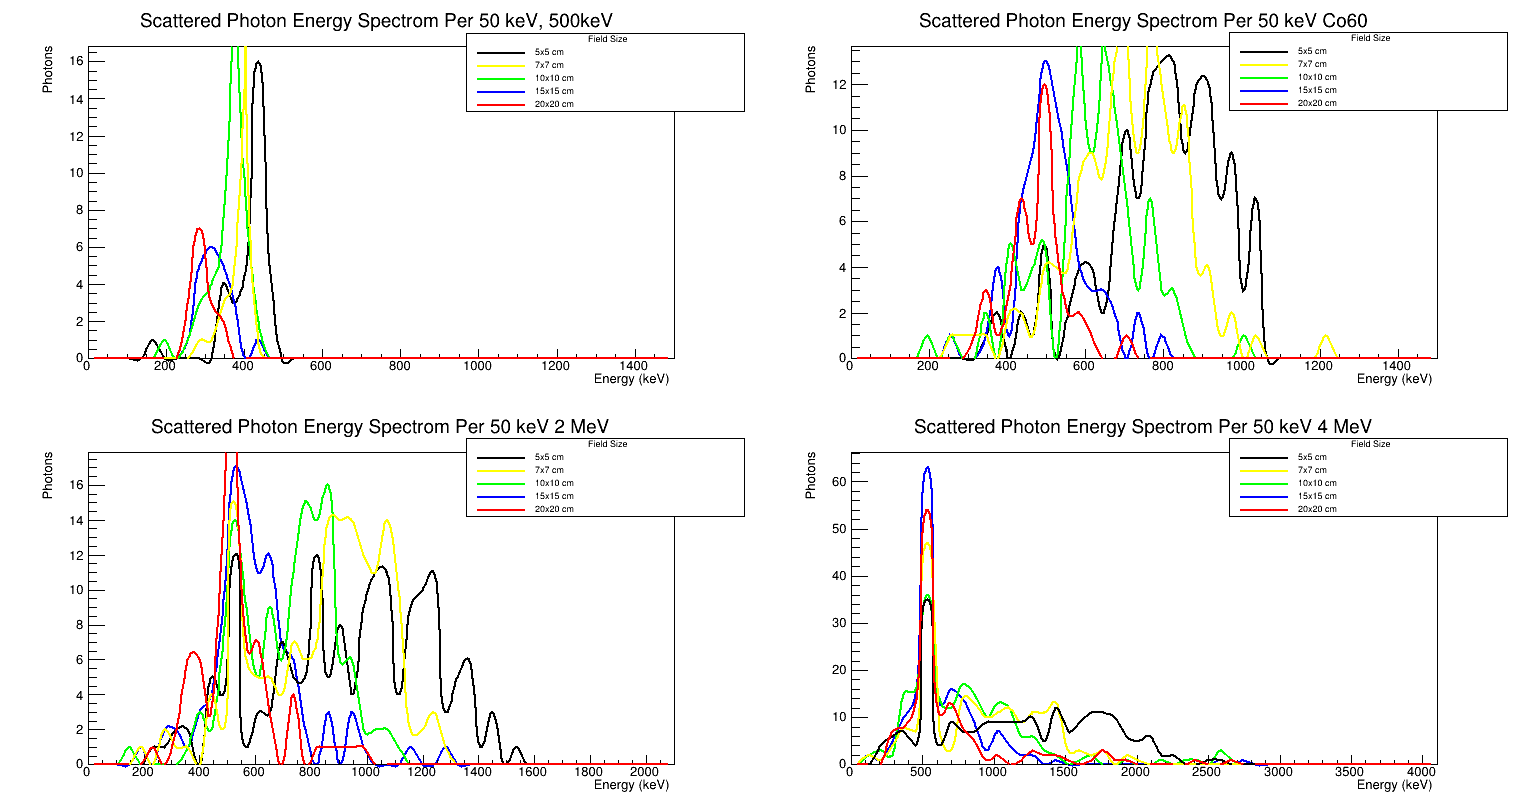 Scattered Photon Energy Spectrom Per 50 keV, 500keV
Photons
Field Size
5x5 cm
7x7 cm
10x10 cm
15x15 cm
20x20 cm
16
14
12
10
8
6
4
2
0
0 200 400 600 800 1000 1200 1400
Energy (keV)
Scattered Photon Energy Spectrom Per 50 keV Co60
Photons
Field Size
5x5 cm
7x7 cm
10x10 cm
15x15 cm
20x20 cm
12
10
8
6
4
2
0
0 200 400 600 800 1000 1200 1400
Energy (keV)
Scattered Photon Energy Spectrom Per 50 keV 2 MeV
Photons
Field Size
5x5 cm
7x7 cm
10x10 cm
15x15 cm
20x20 cm
16
14
12
10
8
6
4
2
0
0 200 400 600 800 1000 1200 1400 1600 1800 2000
Energy (keV)
Scattered Photon Energy Spectrom Per 50 keV 4 MeV
Photons
Field Size
5x5 cm
7x7 cm
10x10 cm
15x15 cm
20x20 cm
60
50
40
30
20
10
0
0 500 1000 1500 2000 2500 3000 3500 4000
Energy (keV)